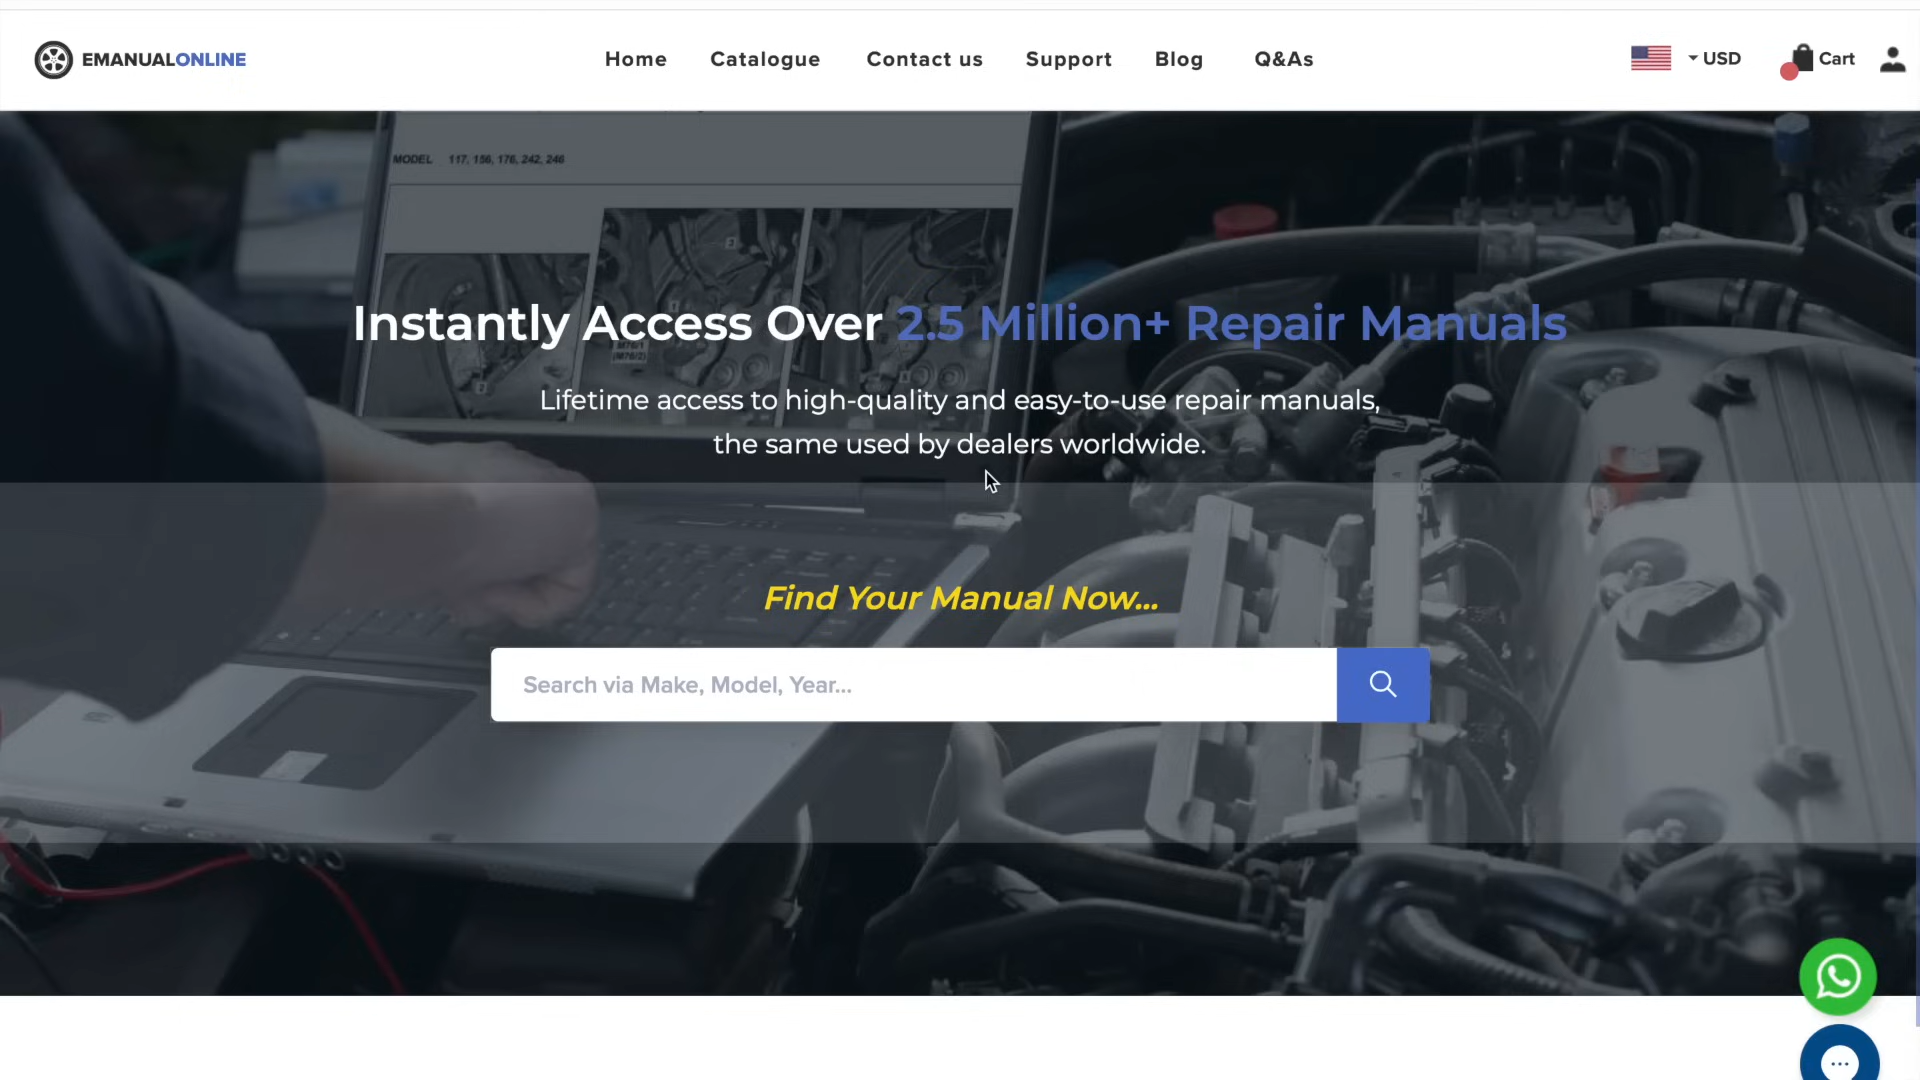 EMANUALONLINE
Home
Catalogue
Contact us
Support
Blog
Q&As
USD
Cart
MODEL 117, 156, 176, 242, 246
Instantly Access Over 2.5 Million+ Repair Manuals
Lifetime access to high-quality and easy-to-use repair manuals,
the same used by dealers worldwide.
Find Your Manual Now...
Search via Make, Model, Year...